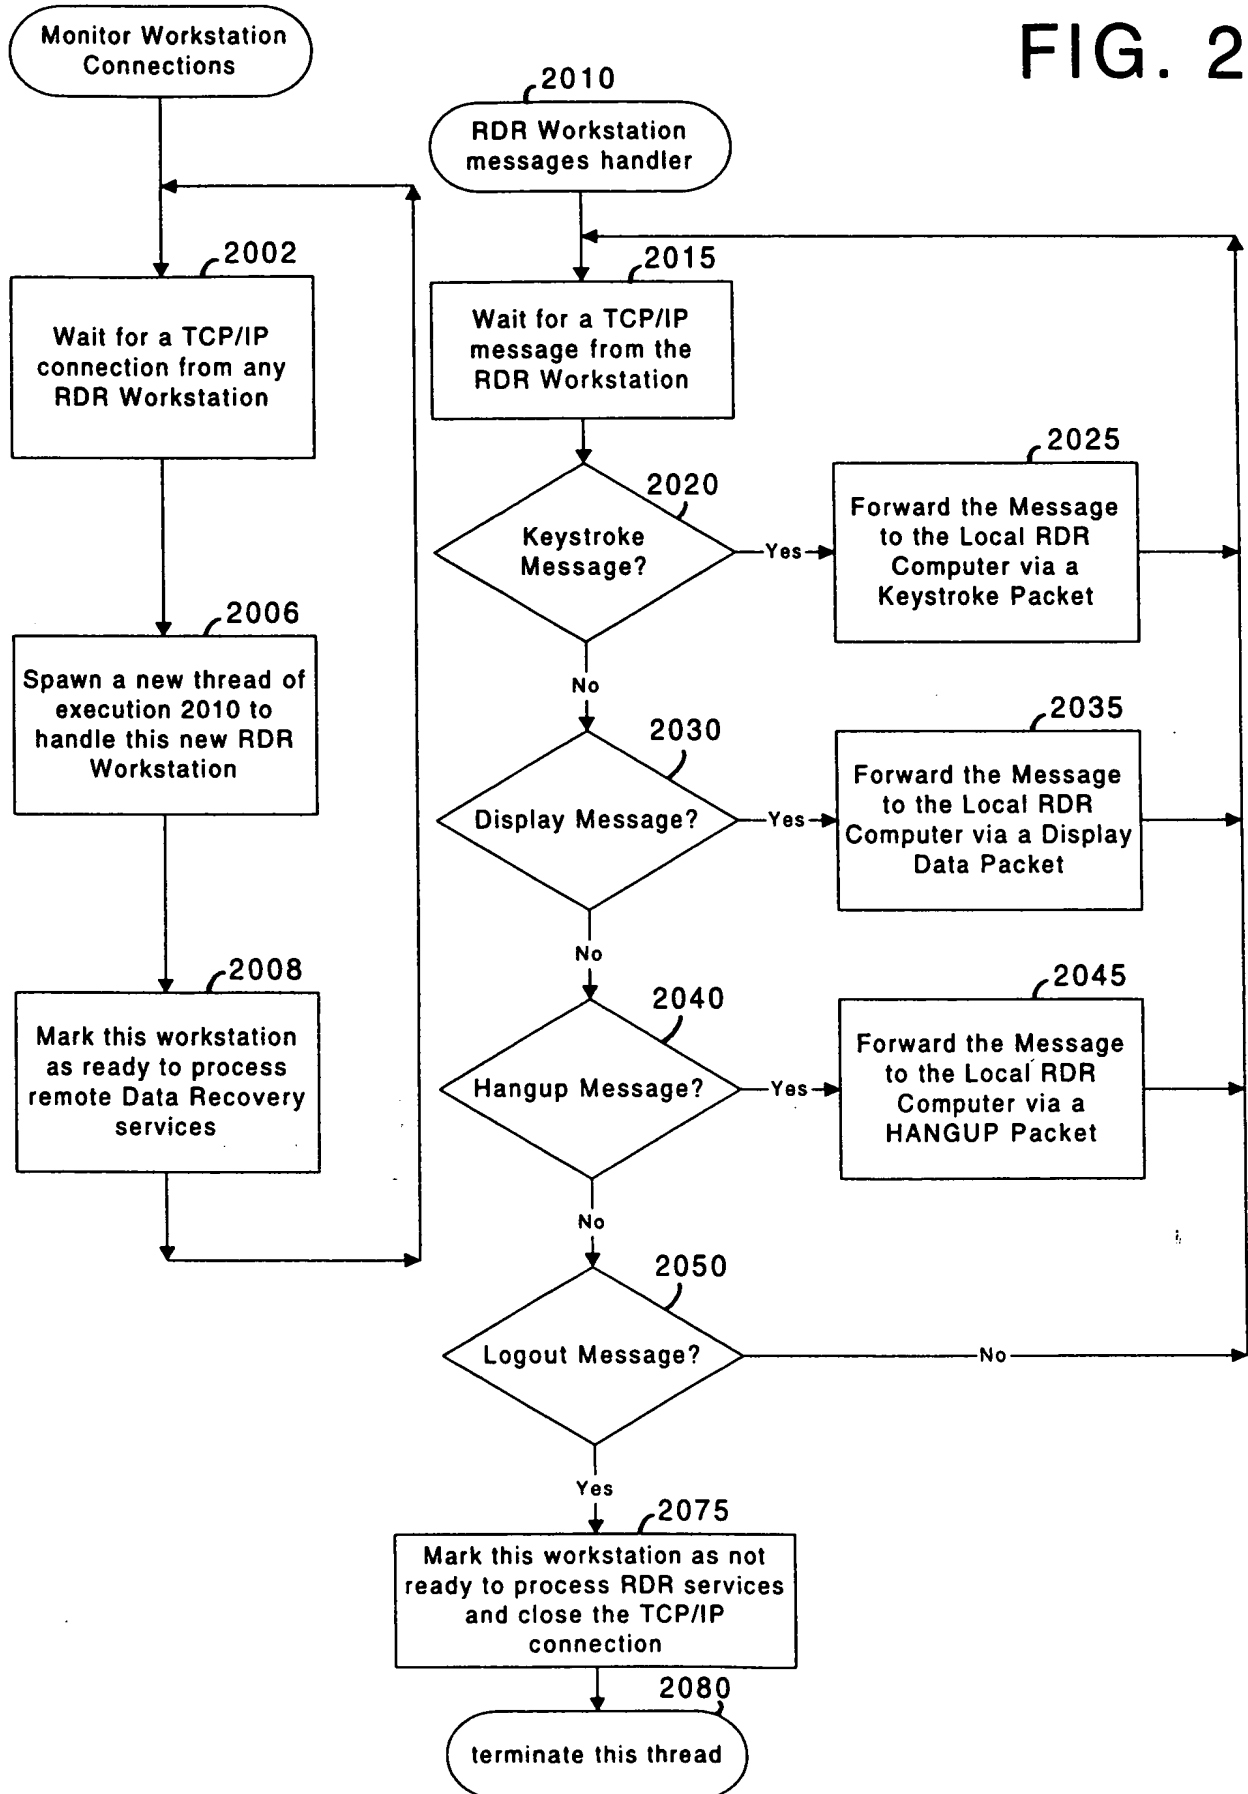 FIG. 2
Monitor Workstation
Connections
2002
Wait for a TCP/IP
connection from any
RDR Workstation
2006
Spawn a new thread of
execution 2010 to
handle this new RDR
Workstation
2008
Mark this workstation
as ready to process
remote Data Recovery
services
2010
RDR Workstation
messages handler
2015
Wait for a TCP/IP
message from the
RDR Workstation
2020
Keystroke
Message?
Yes
2025
Forward the Message
to the Local RDR
Computer via a
Keystroke Packet
No
2030
Display Message?
Yes
2035
Forward the Message
to the Local RDR
Computer via a Display
Data Packet
No
2040
Hangup Message?
Yes
2045
Forward the Message
to the Local RDR
Computer via a
HANGUP Packet
No
2050
Logout Message?
No
Yes
2075
Mark this workstation as not
ready to process RDR services
and close the TCP/IP
connection
2080
terminate this thread